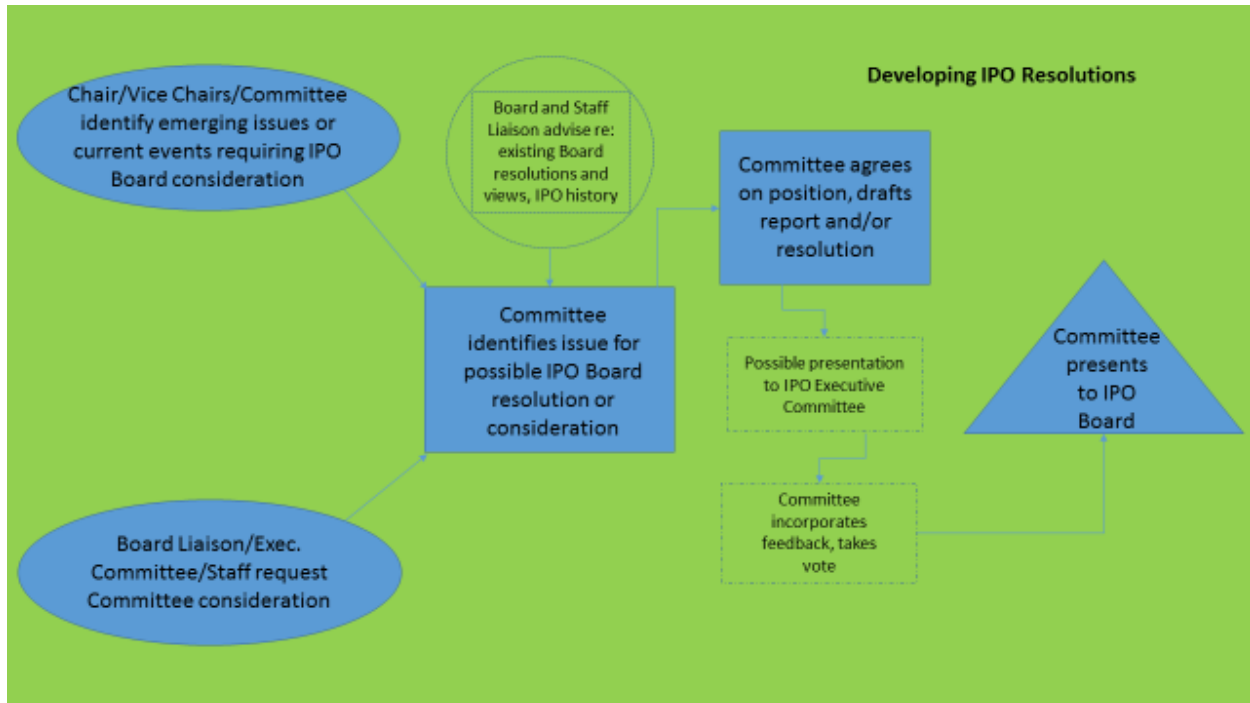 Developing IPO Resolutions
Chair/Vice Chairs/Committee
identify emerging issues or
current events requiring IPO
Board consideration
Board and Staff
Liaison advise re:
existing Board
resolutions and
views, IPO history
Committee agrees
on position, drafts
report and/or
resolution
Committee
identifies issue for
possible IPO Board
resolution or
consideration
Possible presentation
to IPO Executive
Committee
Committee
presents
to IPO
Board
Board Liaison/Exec.
Committee/Staff request
Committee consideration
Committee
incorporates
feedback, takes
vote